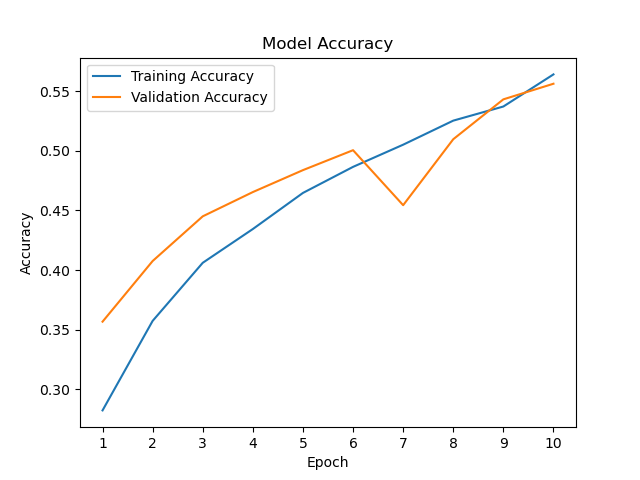 Model Accuracy
Training Accuracy
Validation Accuracy
Accuracy
0.55
0.50
0.45
0.40
0.35
0.30
1 2 3 4 5 6 7 8 9 10
Epoch